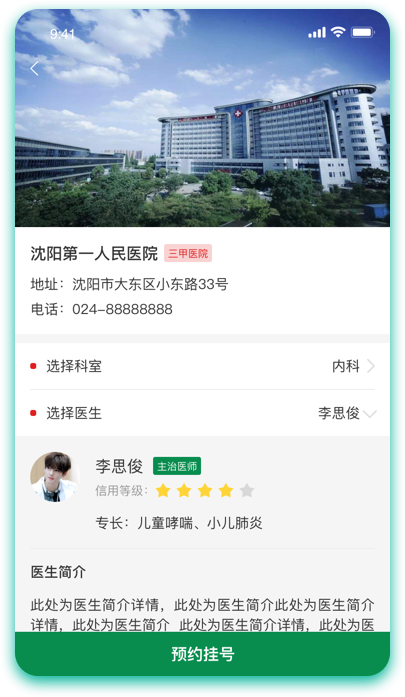 9:41
沈阳第一人民医院 三甲医院
地址：沈阳市大东区小东路33号
电话：024-88888888
选择科室 内科
选择医生 李思俊
李思俊 主治医师
信用等级：
专长：儿童哮喘、小儿肺炎
医生简介
此处为医生简介详情，此处为医生简介此处为医生简介
详情，此处为医生简介 此处为医生简介详情，此处为医
预约挂号